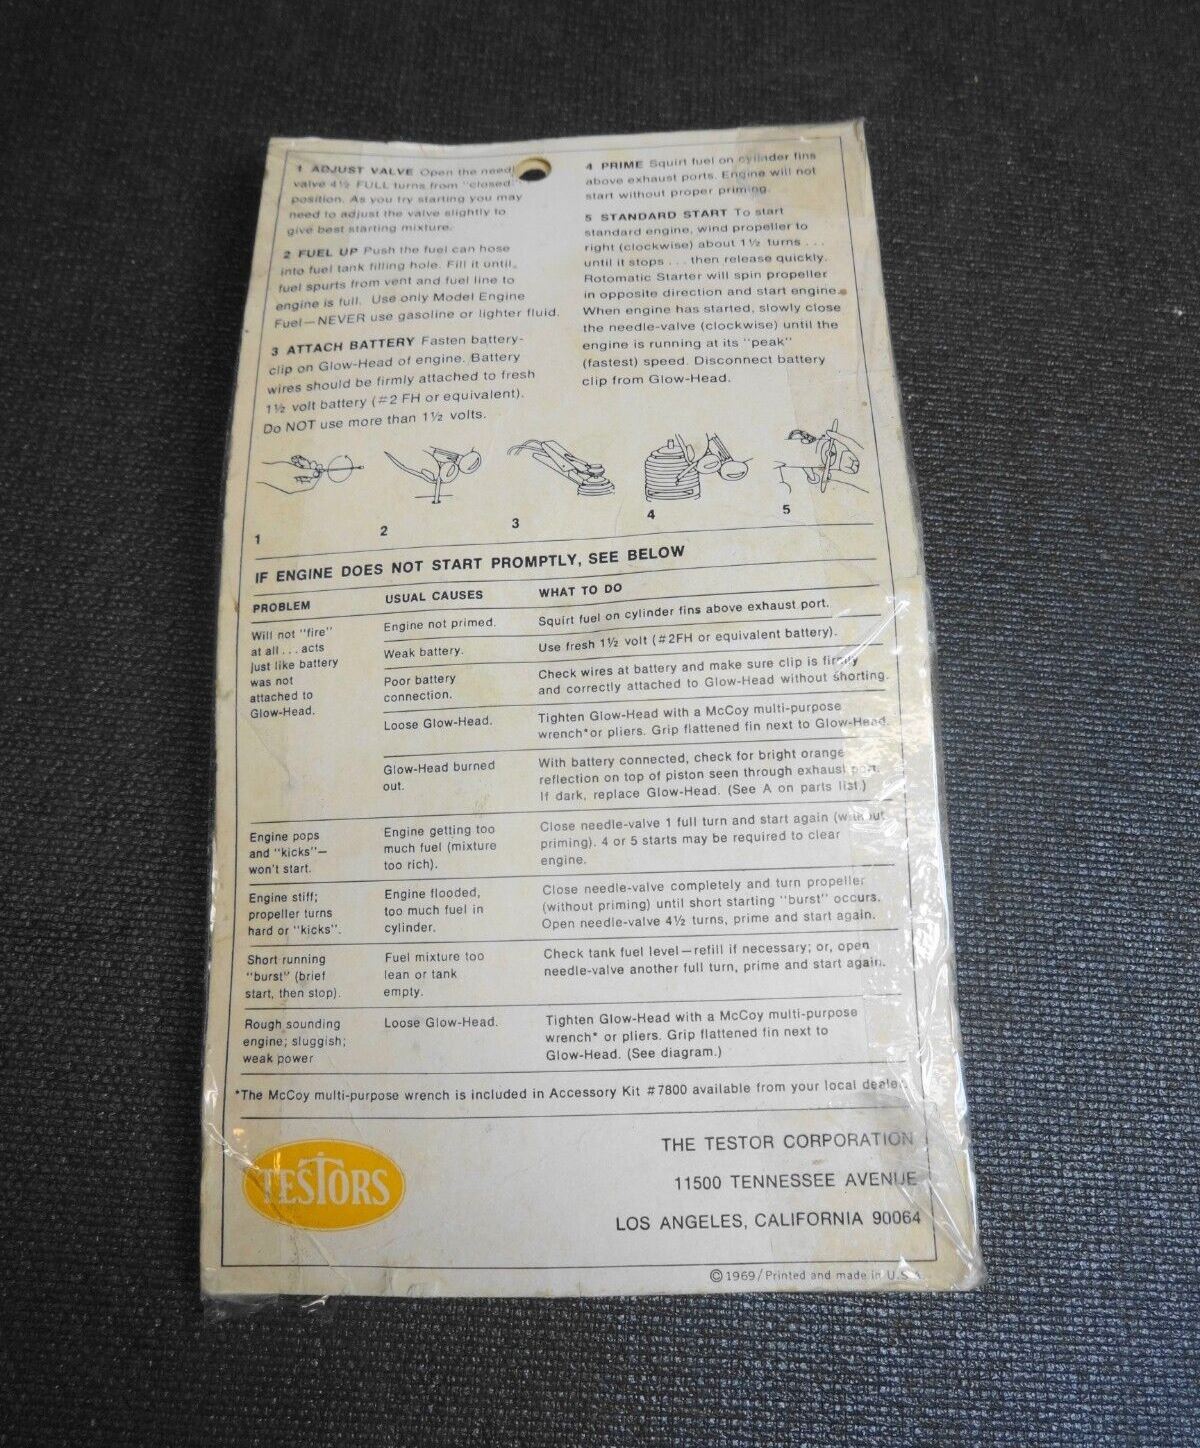 1 ADJUST VALVE Open the needle
valve 4½ FULL turns from "closed"
position. As you try starting you may
need to adjust the valve slightly to
give best starting mixture.
2 FUEL UP Push the fuel can hose
into fuel tank filling hole. Fill it until
fuel spurts from vent and fuel line to
engine is full. Use only Model Engine
Fuel—NEVER use gasoline or lighter fluid.
3 ATTACH BATTERY Fasten battery-
clip on Glow-Head of engine. Battery
wires should be firmly attached to fresh
1½ volt battery (#2 FH or equivalent).
Do NOT use more than 1½ volts.
4 PRIME Squirt fuel on cylinder fins
above exhaust ports. Engine will not
start without proper priming.
5 STANDARD START To start
standard engine, wind propeller to
right (clockwise) about 1½ turns . . .
until it stops . . . then release quickly.
Rotomatic Starter will spin propeller
in opposite direction and start engine.
When engine has started, slowly close
the needle-valve (clockwise) until the
engine is running at its "peak"
(fastest) speed. Disconnect battery
clip from Glow-Head.
1 2 3 4 5
IF ENGINE DOES NOT START PROMPTLY, SEE BELOW
PROBLEM USUAL CAUSES WHAT TO DO
Will not "fire"
at all . . . acts
just like battery
was not
attached to
Glow-Head.
Engine not primed.
Squirt fuel on cylinder fins above exhaust port.
Weak battery.
Use fresh 1½ volt (#2FH or equivalent battery).
Poor battery
connection.
Check wires at battery and make sure clip is firmly
and correctly attached to Glow-Head without shorting.
Loose Glow-Head.
Tighten Glow-Head with a McCoy multi-purpose
wrench*or pliers. Grip flattened fin next to Glow-Head.
Glow-Head burned
out.
With battery connected, check for bright orange
reflection on top of piston seen through exhaust port.
If dark, replace Glow-Head. (See A on parts list.)
Engine pops
and "kicks"—
won't start.
Engine getting too
much fuel (mixture
too rich).
Close needle-valve 1 full turn and start again (without
priming). 4 or 5 starts may be required to clear
engine.
Engine stiff;
propeller turns
hard or "kicks".
Engine flooded,
too much fuel in
cylinder.
Close needle-valve completely and turn propeller
(without priming) until short starting "burst" occurs.
Open needle-valve 4½ turns, prime and start again.
Short running
"burst" (brief
start, then stop).
Fuel mixture too
lean or tank
empty.
Check tank fuel level—refill if necessary; or, open
needle-valve another full turn, prime and start again.
Rough sounding
engine; sluggish;
weak power
Loose Glow-Head.
Tighten Glow-Head with a McCoy multi-purpose
wrench* or pliers. Grip flattened fin next to
Glow-Head. (See diagram.)
*The McCoy multi-purpose wrench is included in Accessory Kit #7800 available from your local dealer.
TESTORS
THE TESTOR CORPORATION
11500 TENNESSEE AVENUE
LOS ANGELES, CALIFORNIA 90064
©1969/Printed and made in U.S.A.